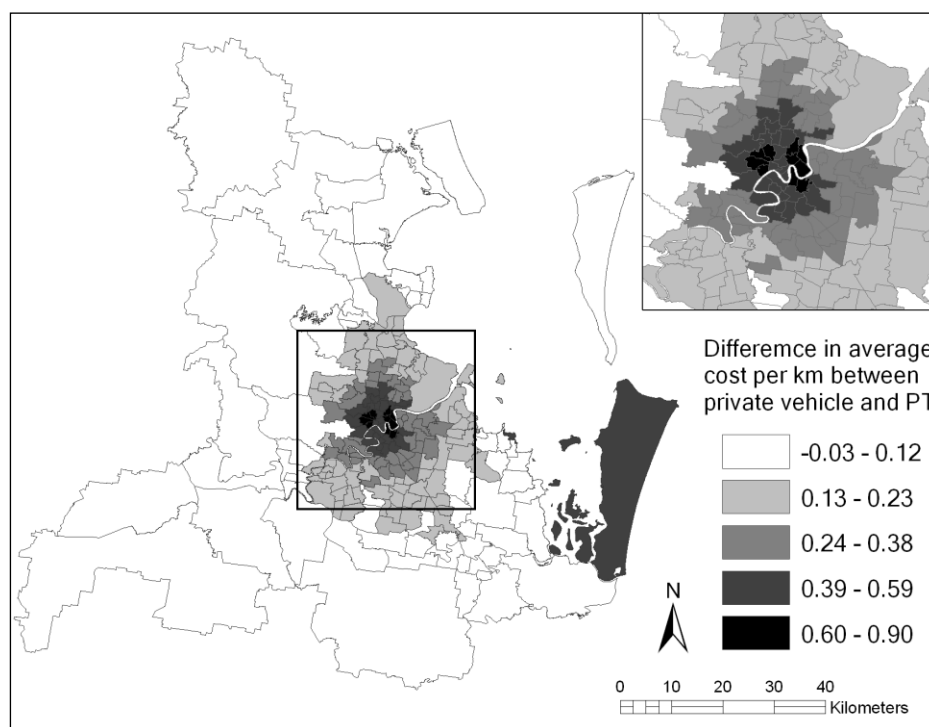 Differemce in average
cost per km between
private vehicle and PT
-0.03 - 0.12
0.13 - 0.23
0.24 - 0.38
0.39 - 0.59
0.60 - 0.90
N
0 5 10 20 30 40
Kilometers